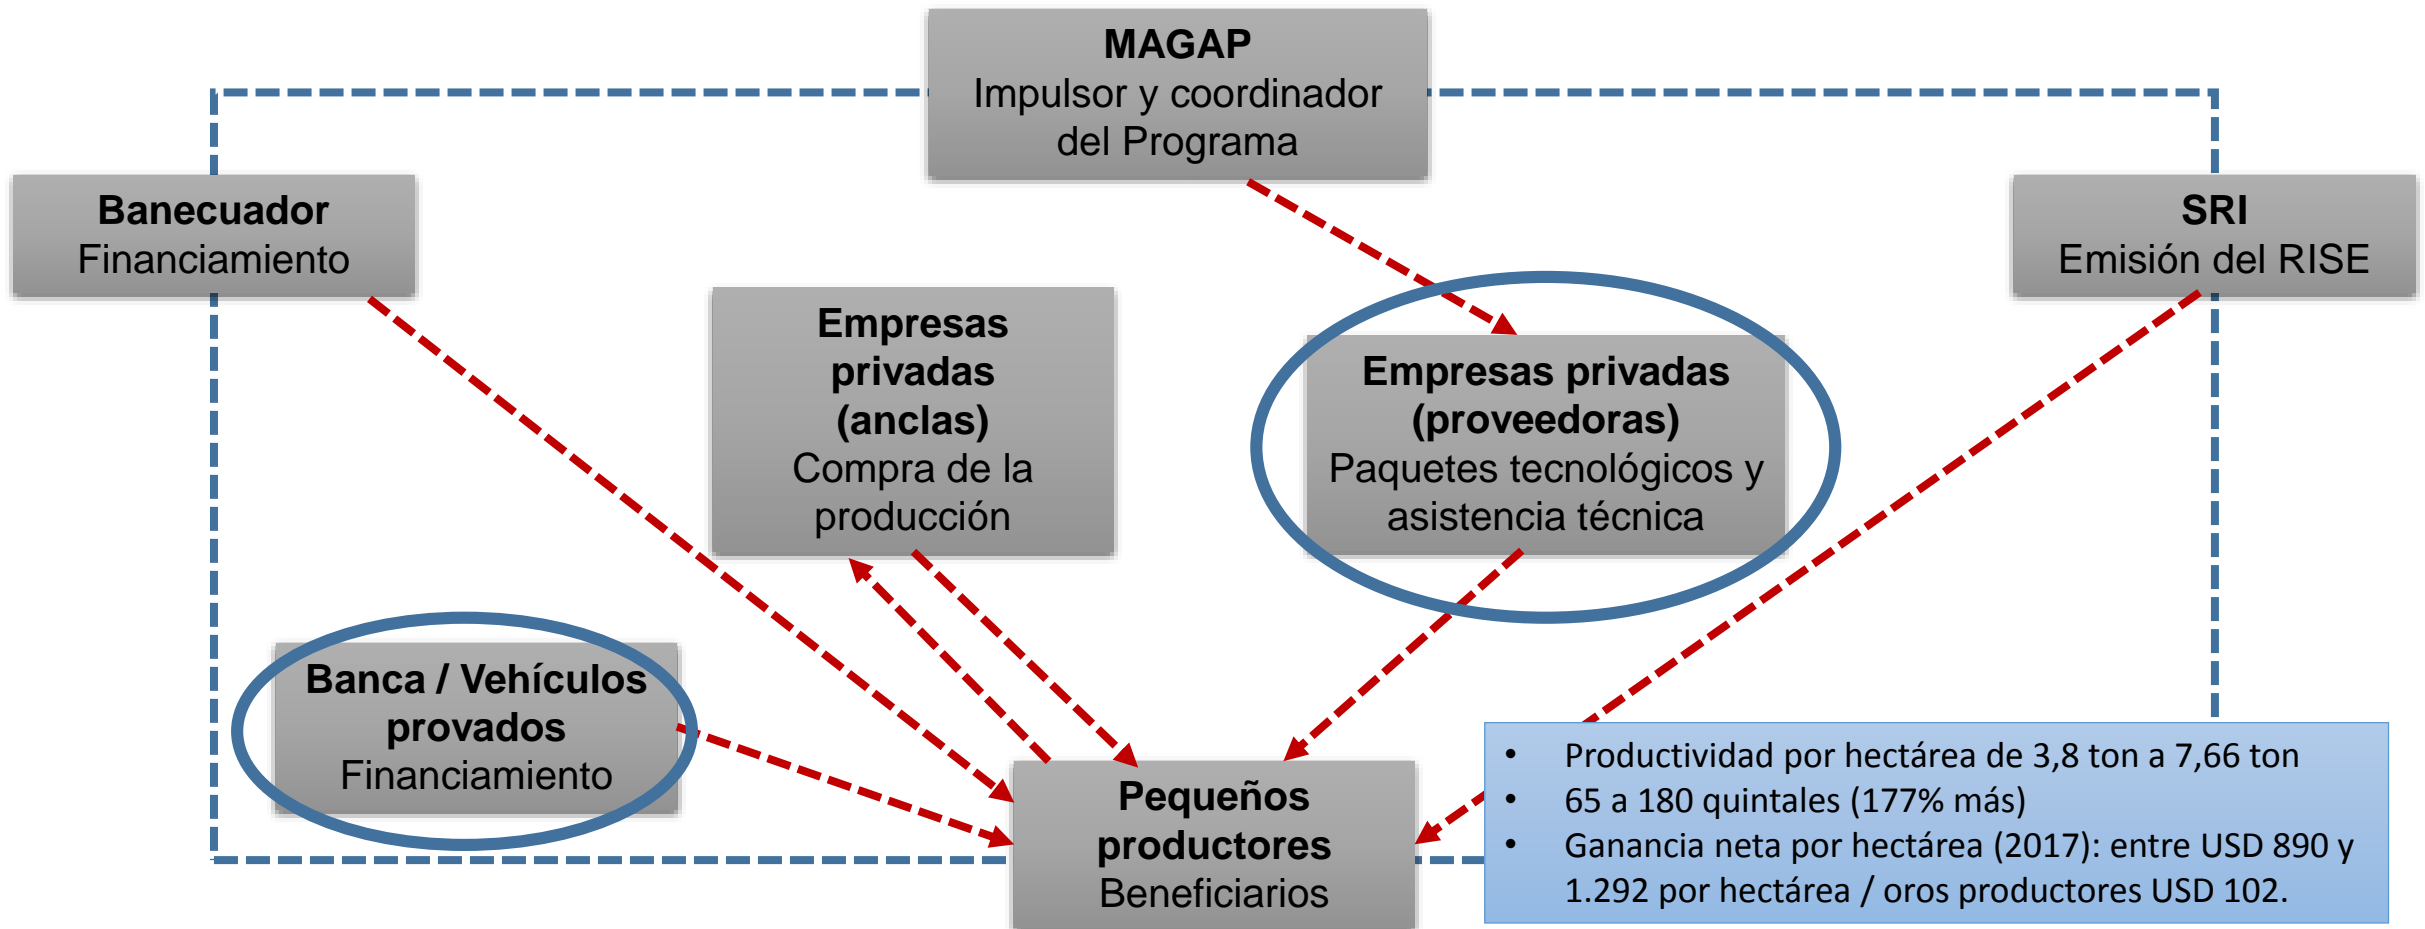 MAGAP
Impulsor y coordinador
del Programa
Banecuador
Financiamiento
SRI
Emisión del RISE
Empresas
privadas
(anclas)
Compra de la
producción
Empresas privadas
(proveedoras)
Paquetes tecnológicos y
asistencia técnica
Banca / Vehículos
provados
Financiamiento
Pequeños
productores
Beneficiarios
• Productividad por hectárea de 3,8 ton a 7,66 ton
• 65 a 180 quintales (177% más)
• Ganancia neta por hectárea (2017): entre USD 890 y
1.292 por hectárea / oros productores USD 102.